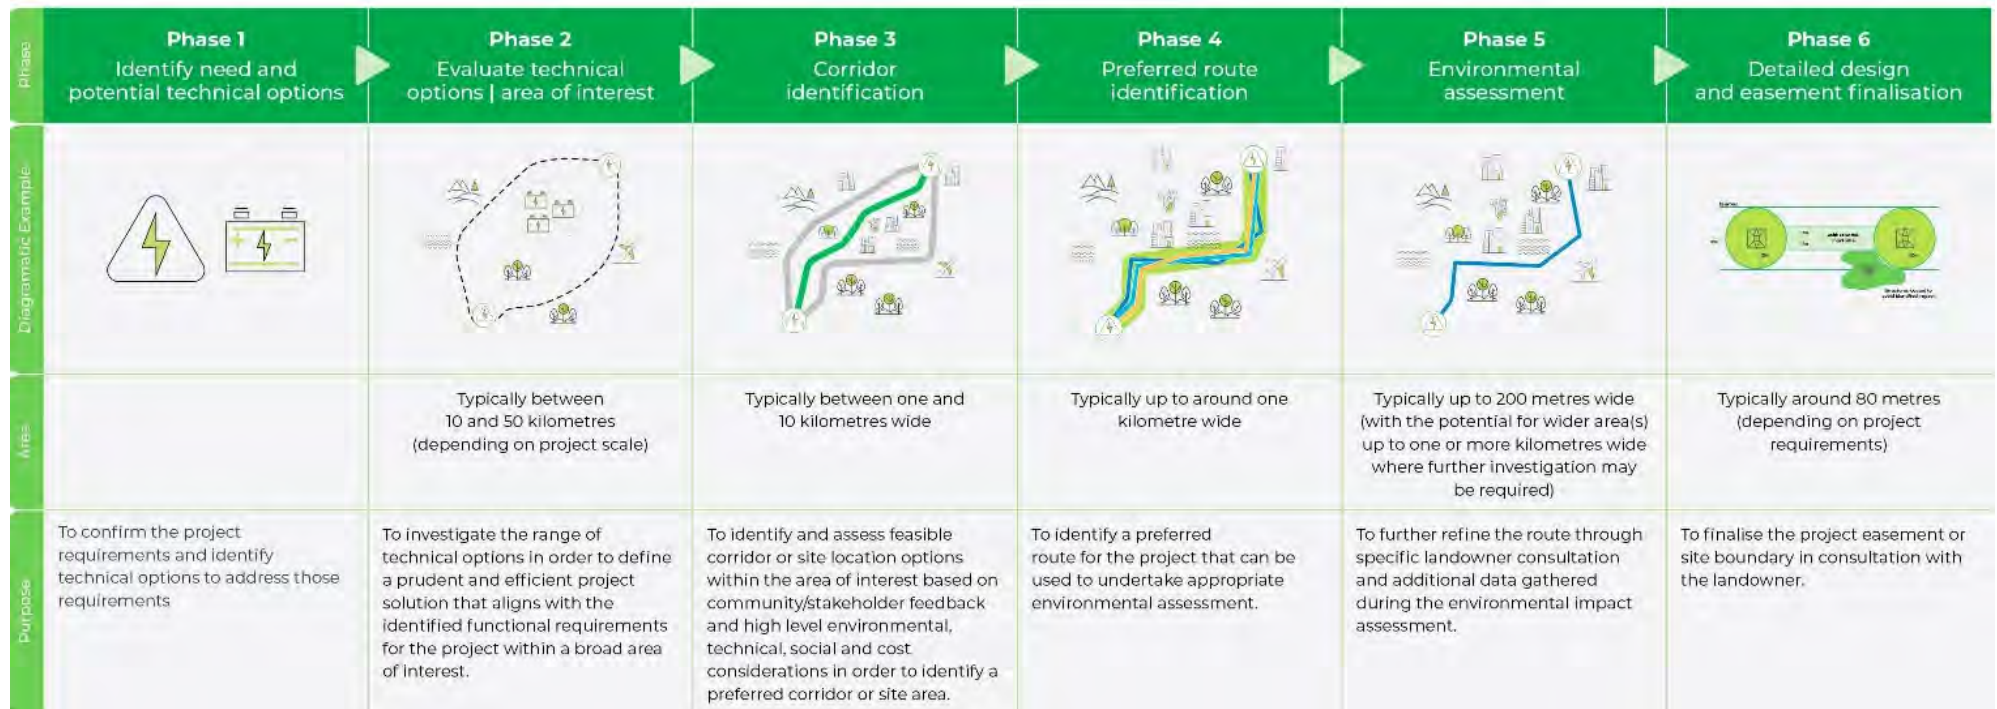 Phase
Phase 1
Identify need and
potential technical options
Phase 2
Evaluate technical
options | area of interest
Phase 3
Corridor
identification
Phase 4
Preferred route
identification
Phase 5
Environmental
assessment
Phase 6
Detailed design
and easement finalisation
Diagramatic Example
Area
Typically between
10 and 50 kilometres
(depending on project scale)
Typically between one and
10 kilometres wide
Typically up to around one
kilometre wide
Typically up to 200 metres wide
(with the potential for wider area(s)
up to one or more kilometres wide
where further investigation may
be required)
Typically around 80 metres
(depending on project
requirements)
Purpose
To confirm the project
requirements and identify
technical options to address those
requirements
To investigate the range of
technical options in order to define
a prudent and efficient project
solution that aligns with the
identified functional requirements
for the project within a broad area
of interest.
To identify and assess feasible
corridor or site location options
within the area of interest based on
community/stakeholder feedback
and high level environmental,
technical, social and cost
considerations in order to identify a
preferred corridor or site area.
To identify a preferred
route for the project that can be
used to undertake appropriate
environmental assessment.
To further refine the route through
specific landowner consultation
and additional data gathered
during the environmental impact
assessment.
To finalise the project easement or
site boundary in consultation with
the landowner.